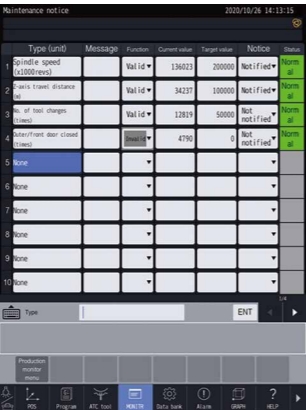 Maintenance notice 2020/10/26 14:13:15
Type (unit) Message Function Current value Target value Notice Status
1 Spindle speed (x1000revs) Valid 136023 200000 Notified Normal
2 Z-axis travel distance (m) Valid 34237 100000 Notified Normal
3 No. of tool changes (times) Valid 12819 50000 Not notified Normal
4 Outer/front door closed (times) Invalid 4790 0 Not notified Normal
5 None
6 None
7 None
8 None
9 None
10 None
1/4
Type ENT
Production monitor menu
POS Program ATC tool MONITR Data bank Alarm GRAPH HELP